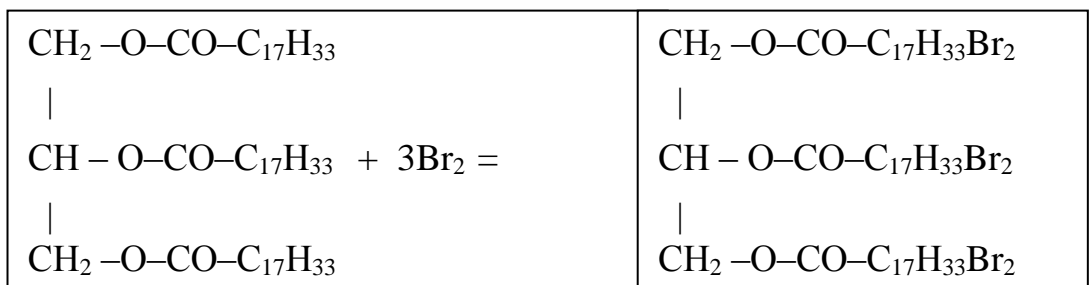 CH₂ –O–CO–C₁₇H₃₃ CH₂ –O–CO–C₁₇H₃₃Br₂
| |
CH – O–CO–C₁₇H₃₃ + 3Br₂ = CH – O–CO–C₁₇H₃₃Br₂
| |
CH₂ –O–CO–C₁₇H₃₃ CH₂ –O–CO–C₁₇H₃₃Br₂